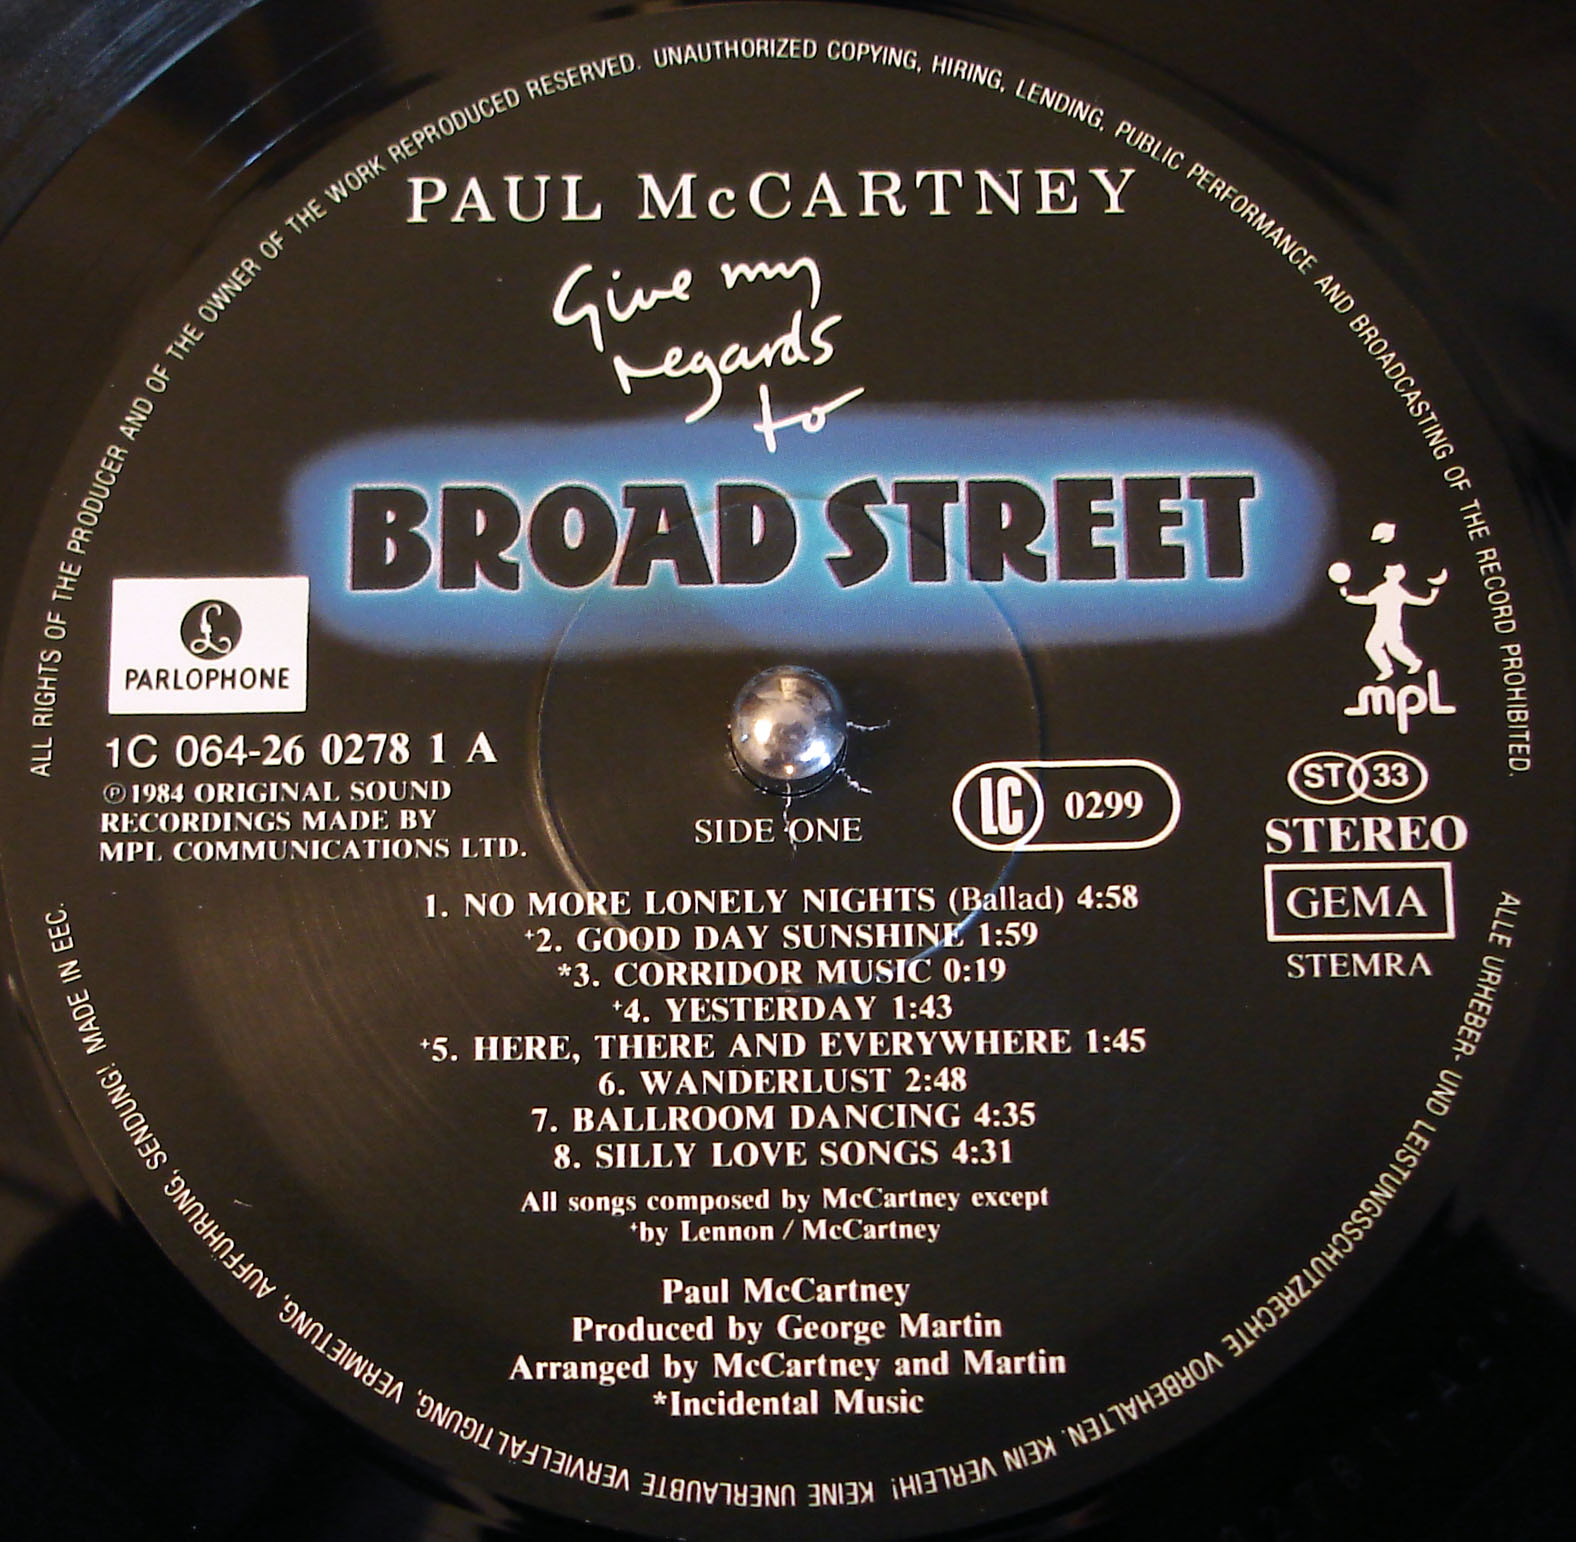 ALL RIGHTS OF THE PRODUCER AND OF THE OWNER OF THE WORK REPRODUCED RESERVED. UNAUTHORIZED COPYING, HIRING, LENDING, PUBLIC PERFORMANCE AND BROADCASTING OF THE RECORD PROHIBITED.
PAUL McCARTNEY
Give my
regards
to
BROAD STREET
£
PARLOPHONE
mpl
1C 064-26 0278 1 A
℗1984 ORIGINAL SOUND
RECORDINGS MADE BY
MPL COMMUNICATIONS LTD.
SIDE ONE
LC 0299
ST 33
STEREO
GEMA
STEMRA
1. NO MORE LONELY NIGHTS (Ballad) 4:58
+2. GOOD DAY SUNSHINE 1:59
*3. CORRIDOR MUSIC 0:19
+4. YESTERDAY 1:43
+5. HERE, THERE AND EVERYWHERE 1:45
6. WANDERLUST 2:48
7. BALLROOM DANCING 4:35
8. SILLY LOVE SONGS 4:31
All songs composed by McCartney except
+by Lennon / McCartney
Paul McCartney
Produced by George Martin
Arranged by McCartney and Martin
*Incidental Music
ALLE URHEBER- UND LEISTUNGSSCHUTZRECHTE VORBEHALTEN. KEIN VERLEIH! KEINE UNERLAUBTE VERVIELFÄLTIGUNG, VERMIETUNG, AUFFÜHRUNG, SENDUNG! MADE IN EEC.